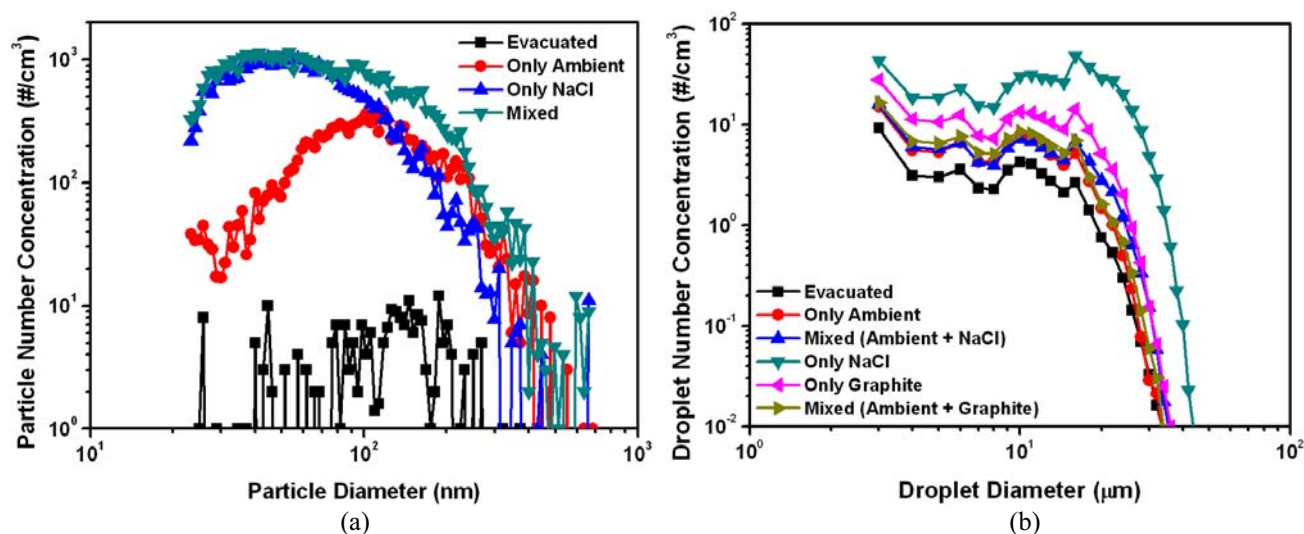 Particle Number Concentration (#/cm³)
10³
10²
10¹
10⁰
Evacuated
Only Ambient
Only NaCl
Mixed
10¹
10²
10³
Particle Diameter (nm)
(a)
Droplet Number Concentration (#/cm³)
10²
10¹
10⁰
10⁻¹
10⁻²
Evacuated
Only Ambient
Mixed (Ambient + NaCl)
Only NaCl
Only Graphite
Mixed (Ambient + Graphite)
10⁰
10¹
10²
Droplet Diameter (μm)
(b)